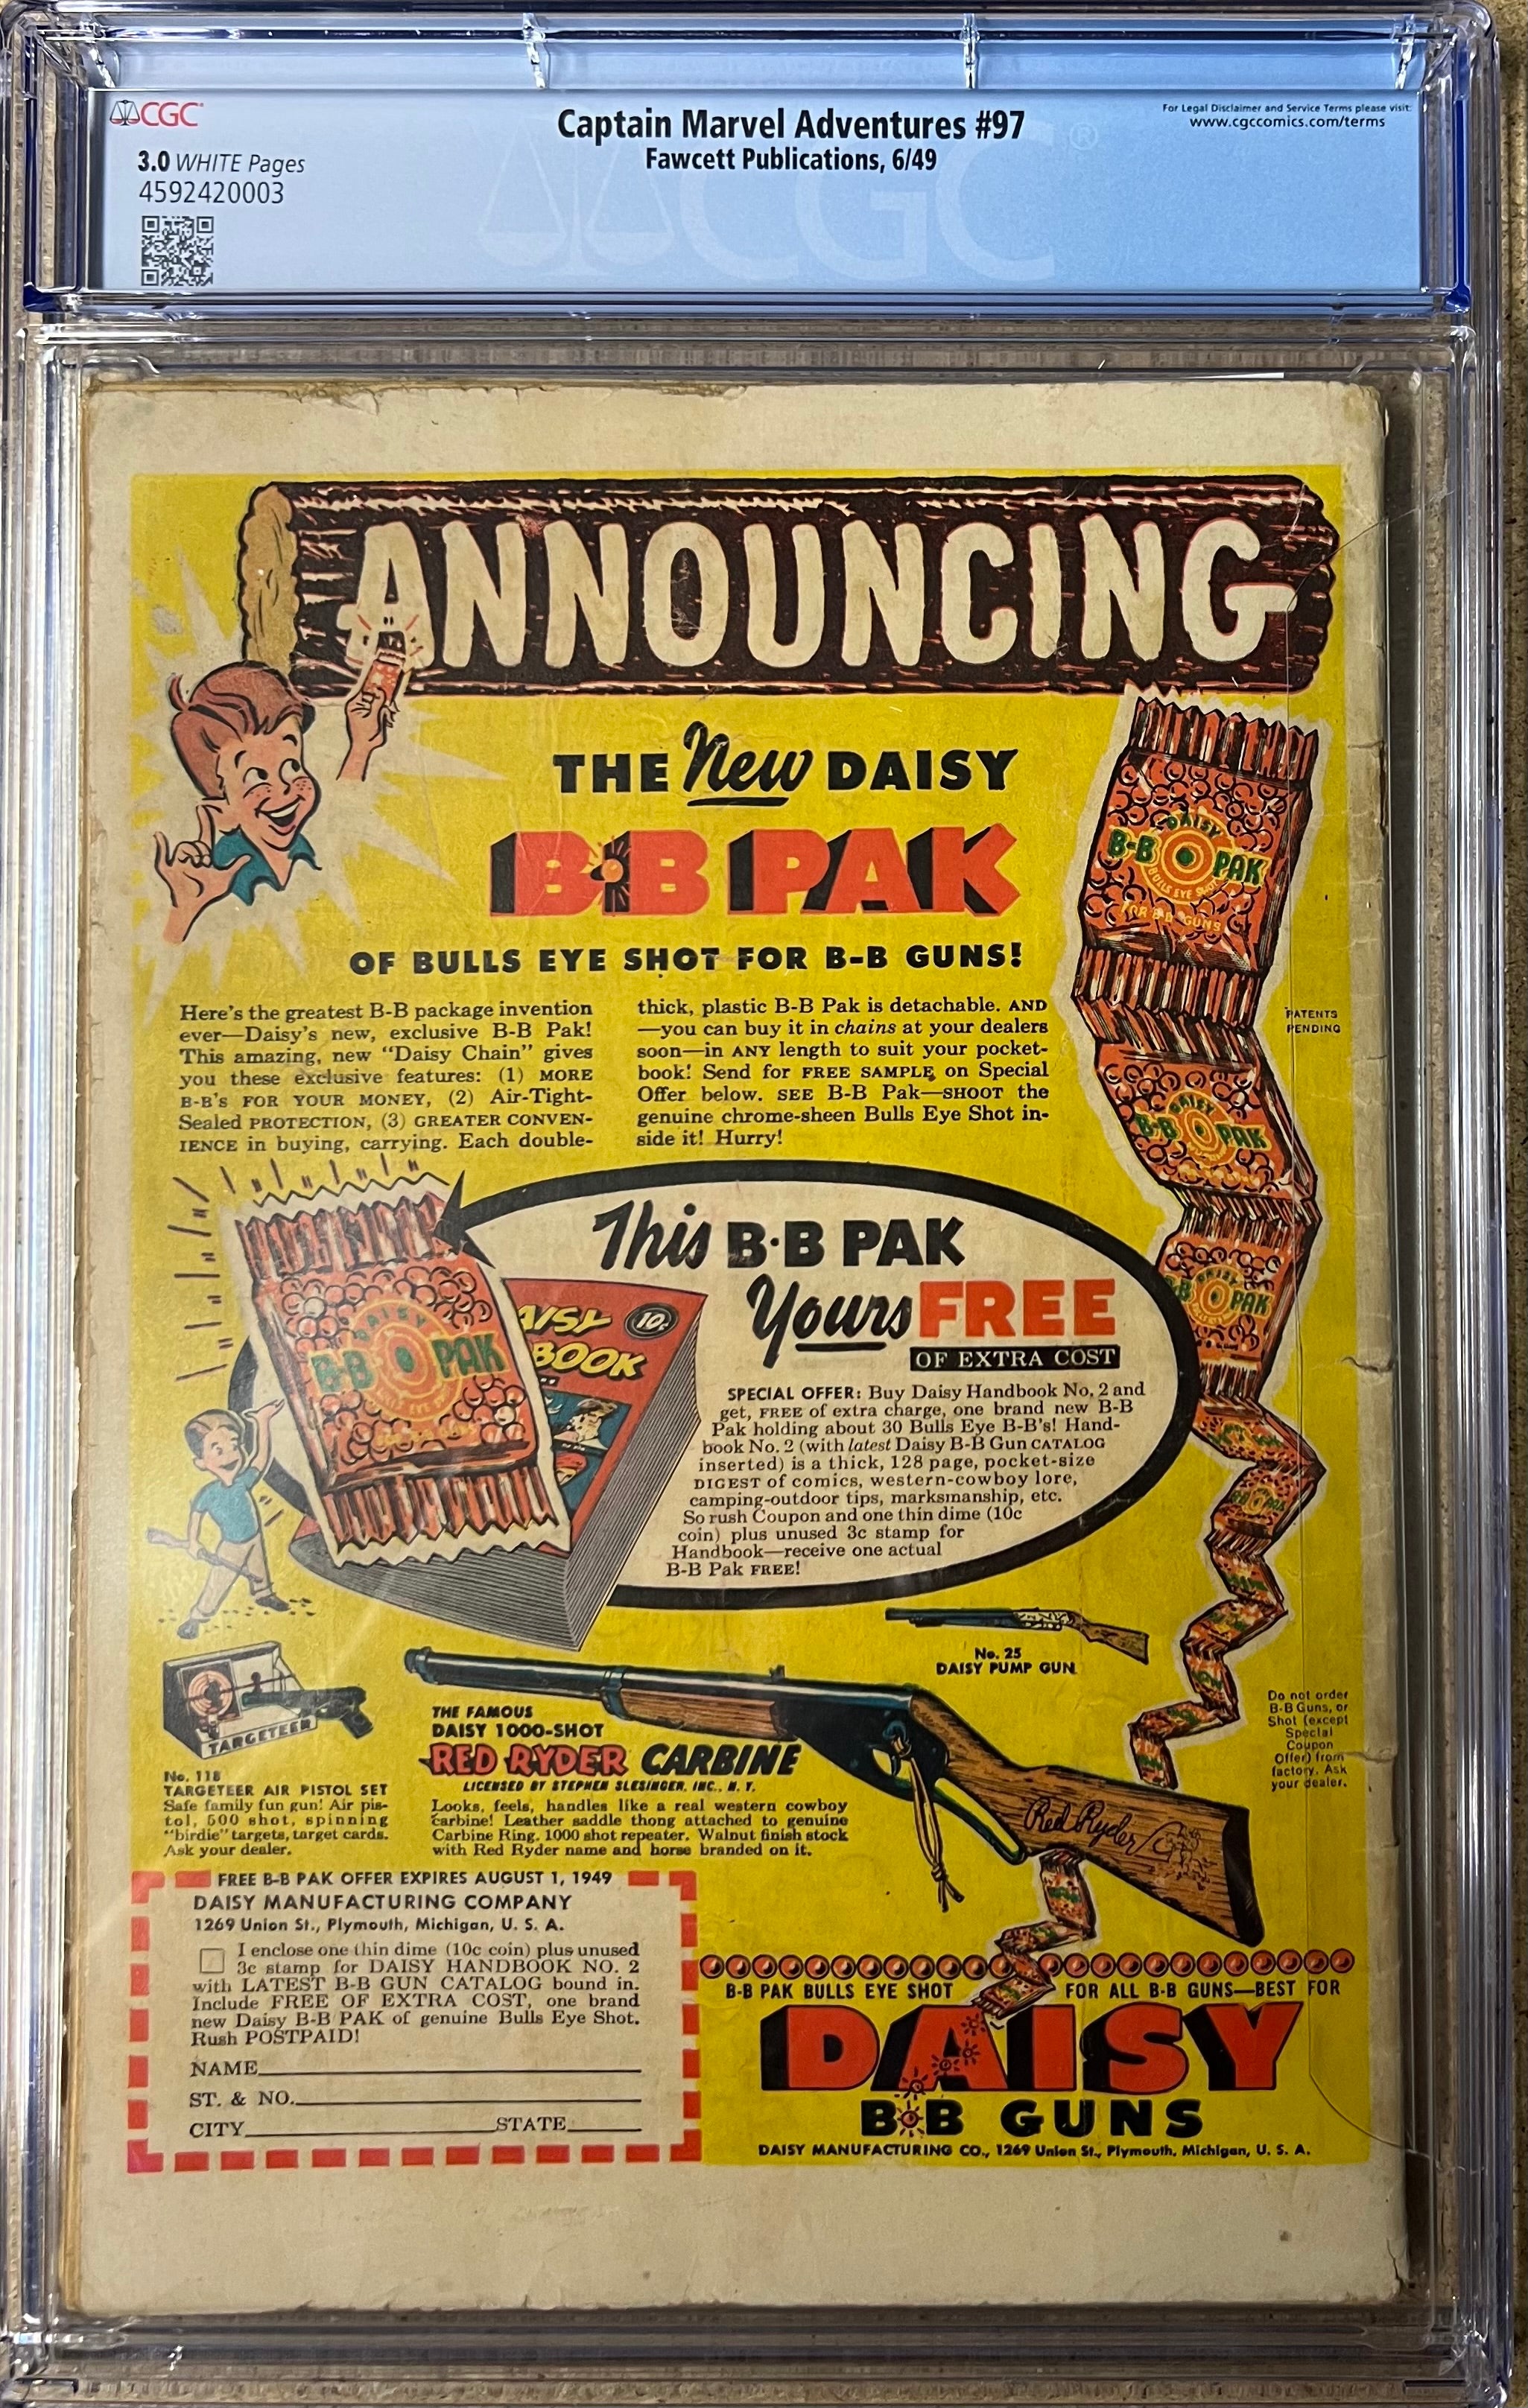 CGC
Captain Marvel Adventures #97
For Legal Disclaimer and Service Terms please visit:
www.cgccomics.com/terms
3.0 WHITE Pages
Fawcett Publications, 6/49
4592420003
CGC®
ANNOUNCING
THE New DAISY
B·B PAK
OF BULLS EYE SHOT FOR B-B GUNS!
DAISY
B-B PAK
BULLS EYE SHOT
FOR B-B GUNS
Here's the greatest B-B package invention
ever—Daisy's new, exclusive B-B Pak!
This amazing, new "Daisy Chain" gives
you these exclusive features: (1) MORE
B-B'S FOR YOUR MONEY, (2) Air-Tight-
Sealed PROTECTION, (3) GREATER CONVEN-
IENCE in buying, carrying. Each double-
thick, plastic B-B Pak is detachable. AND
—you can buy it in chains at your dealers
soon—in ANY length to suit your pocket-
book! Send for FREE SAMPLE on Special
Offer below. SEE B-B Pak—SHOOT the
genuine chrome-sheen Bulls Eye Shot in-
side it! Hurry!
PATENTS
PENDING
DAISY
B-B PAK
DAISY
B-B PAK
This B·B PAK
Yours FREE
OF EXTRA COST
DAISY
B-B PAK
AISY 10¢
BOOK
SPECIAL OFFER: Buy Daisy Handbook No. 2 and
get, FREE of extra charge, one brand new B-B
Pak holding about 30 Bulls Eye B-B's! Hand-
book No. 2 (with latest Daisy B-B Gun CATALOG
inserted) is a thick, 128 page, pocket-size
DIGEST of comics, western-cowboy lore,
camping-outdoor tips, marksmanship, etc.
So rush Coupon and one thin dime (10c
coin) plus unused 3c stamp for
Handbook—receive one actual
B-B Pak FREE!
No. 25
DAISY PUMP GUN
TARGETEER
No. 118
TARGETEER AIR PISTOL SET
Safe family fun gun! Air pis-
tol, 500 shot, spinning
"birdie" targets, target cards.
Ask your dealer.
THE FAMOUS
DAISY 1000-SHOT
RED RYDER CARBINE
LICENSED BY STEPHEN SLESINGER, INC., N. Y.
Looks, feels, handles like a real western cowboy
carbine! Leather saddle thong attached to genuine
Carbine Ring. 1000 shot repeater. Walnut finish stock
with Red Ryder name and horse branded on it.
Red Ryder
Do not order
B-B Guns, or
Shot (except
Special
Coupon
Offer) from
factory. Ask
your dealer.
FREE B-B PAK OFFER EXPIRES AUGUST 1, 1949
DAISY MANUFACTURING COMPANY
1269 Union St., Plymouth, Michigan, U. S. A.
I enclose one thin dime (10c coin) plus unused
3c stamp for DAISY HANDBOOK NO. 2
with LATEST B-B GUN CATALOG bound in.
Include FREE OF EXTRA COST, one brand
new Daisy B-B PAK of genuine Bulls Eye Shot.
Rush POSTPAID!
NAME
ST. & NO.
CITY STATE
B-B PAK BULLS EYE SHOT FOR ALL B-B GUNS—BEST FOR
DAISY
B·B GUNS
DAISY MANUFACTURING CO., 1269 Union St., Plymouth, Michigan, U. S. A.